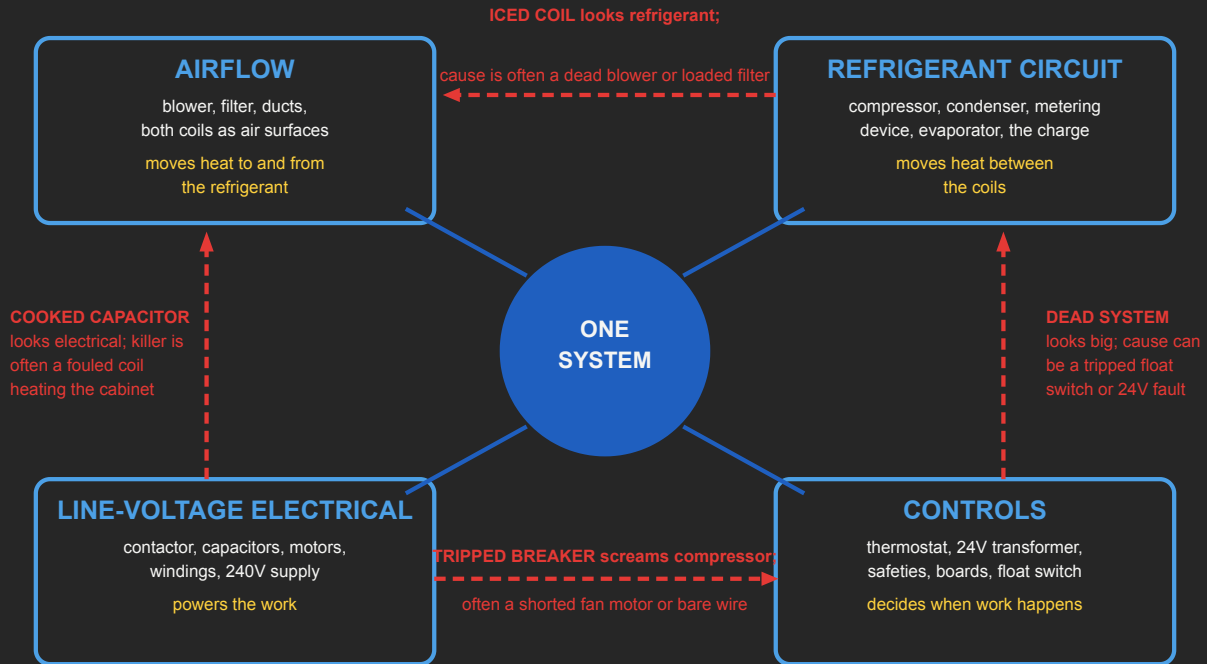 ICED COIL looks refrigerant;
cause is often a dead blower or loaded filter
AIRFLOW
blower, filter, ducts,
both coils as air surfaces
moves heat to and from
the refrigerant
REFRIGERANT CIRCUIT
compressor, condenser, metering
device, evaporator, the charge
moves heat between
the coils
COOKED CAPACITOR
looks electrical; killer is
often a fouled coil
heating the cabinet
ONE
SYSTEM
DEAD SYSTEM
looks big; cause can
be a tripped float
switch or 24V fault
LINE-VOLTAGE ELECTRICAL
contactor, capacitors, motors,
windings, 240V supply
powers the work
TRIPPED BREAKER screams compressor;
often a shorted fan motor or bare wire
CONTROLS
thermostat, 24V transformer,
safeties, boards, float switch
decides when work happens